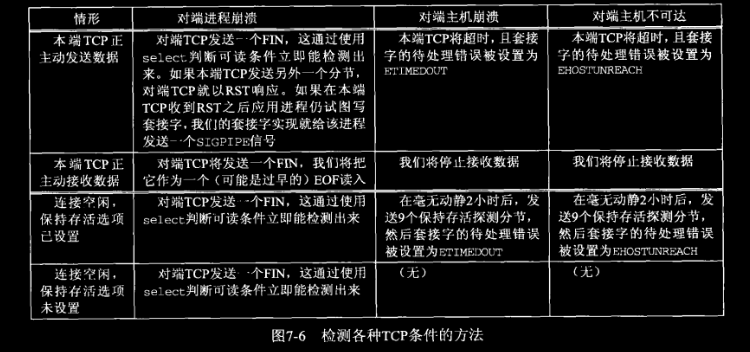 情形 对端进程崩溃 对端主机崩溃 对端主机不可达
本端TCP正
主动发送数据
对端TCP发送一个FIN，这通过使用
select判断可读条件立即能检测出
来。如果本端TCP发送另外一个分节，
对端TCP就以RST响应。如果在本端
TCP收到RST之后应用进程仍试图写
套接字，我们的套接字实现就给该进程
发送一个SIGPIPE信号
本端TCP将超时，且套接
字的待处理错误被设置为
ETIMEDOUT
本端TCP将超时，且套接
字的待处理错误被设置为
EHOSTUNREACH
本端TCP正
主动接收数据
对端TCP将发送一个FIN，我们将把
它作为一个（可能是过早的）EOF读入
我们将停止接收数据
我们将停止接收数据
连接空闲，
保持存活选项
已设置
对端TCP发送一个FIN，这通过使用
select判断可读条件立即能检测出来
在毫无动静2小时后，发
送9个保持存活探测分节，
然后套接字的待处理错误
被设置为ETIMEDOUT
在毫无动静2小时后，发
送9个保持存活探测分节，
然后套接字的待处理错误
被设置为EHOSTUNREACH
连接空闲，
保持存活选项
未设置
对端TCP发送一个FIN，这通过使用
select判断可读条件立即能检测出来
（无）
（无）
图7-6 检测各种TCP条件的方法